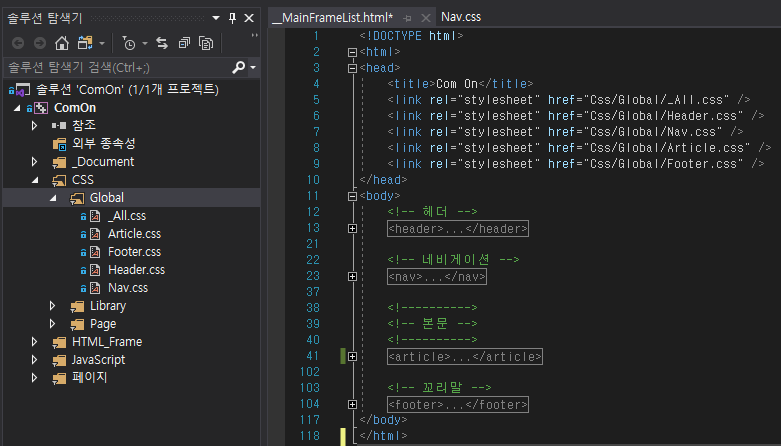 솔루션 탐색기
솔루션 탐색기 검색(Ctrl+;)
솔루션 'ComOn' (1/1개 프로젝트)
ComOn
참조
외부 종속성
_Document
CSS
Global
_All.css
Article.css
Footer.css
Header.css
Nav.css
Library
Page
HTML_Frame
JavaScript
페이지
__MainFrameList.html*
Nav.css
1 <!DOCTYPE html>
2 <html>
3 <head>
4 <title>Com On</title>
5 <link rel="stylesheet" href="Css/Global/_All.css" />
6 <link rel="stylesheet" href="Css/Global/Header.css" />
7 <link rel="stylesheet" href="Css/Global/Nav.css" />
8 <link rel="stylesheet" href="Css/Global/Article.css" />
9 <link rel="stylesheet" href="Css/Global/Footer.css" />
10 </head>
11 <body>
12 <!-- 헤더 -->
13 <header>...</header>
21
22 <!-- 네비게이션 -->
23 <nav>...</nav>
37
38 <!---------->
39 <!-- 본문 -->
40 <!---------->
41 <article>...</article>
102
103 <!-- 꼬리말 -->
104 <footer>...</footer>
117 </body>
118 </html>